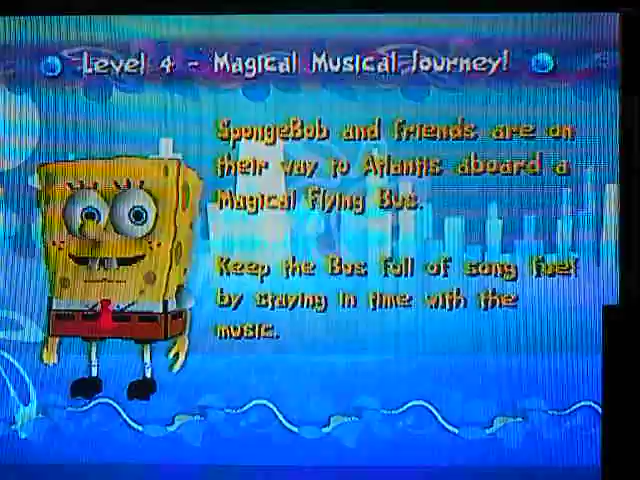 Level 4 - Magical Musical Journey!
SpongeBob and friends are on
their way to Atlantis aboard a
Magical Flying Bus.
Keep the Bus full of song fuel
by staying in time with the
music.